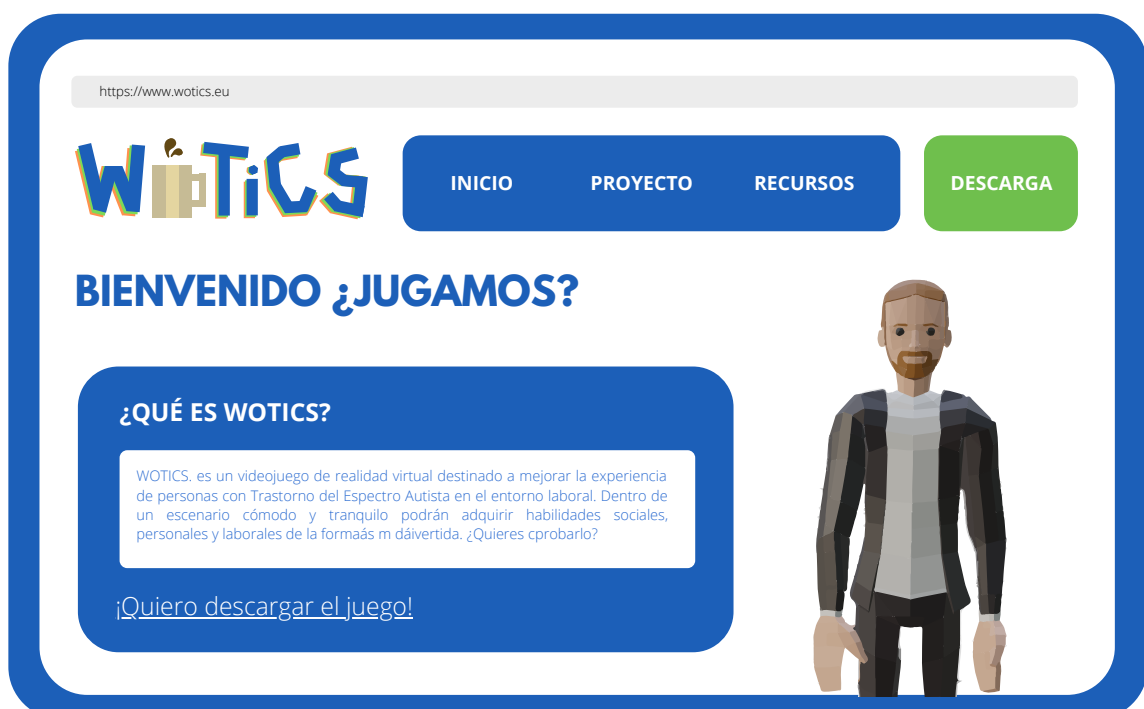 https://www.wotics.eu
WOTiCS
INICIO PROYECTO RECURSOS DESCARGA
BIENVENIDO ¿JUGAMOS?
¿QUÉ ES WOTICS?
WOTICS. es un videojuego de realidad virtual destinado a mejorar la experiencia
de personas con Trastorno del Espectro Autista en el entorno laboral. Dentro de
un escenario cómodo y tranquilo podrán adquirir habilidades sociales,
personales y laborales de la formaás m dáivertida. ¿Quieres cprobarlo?
¡Quiero descargar el juego!